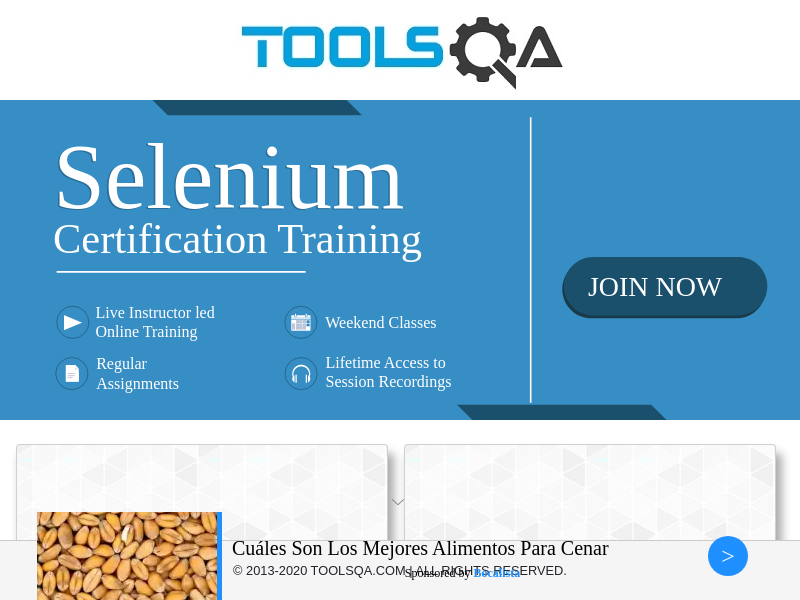 TOOLSQA
Selenium
Certification Training
Live Instructor led
Online Training
Weekend Classes
Regular
Assignments
Lifetime Access to
Session Recordings
JOIN NOW
Cuáles Son Los Mejores Alimentos Para Cenar
© 2013-2020 TOOLSQA.COM | ALL RIGHTS RESERVED.
Sponsored by Bocalista
>